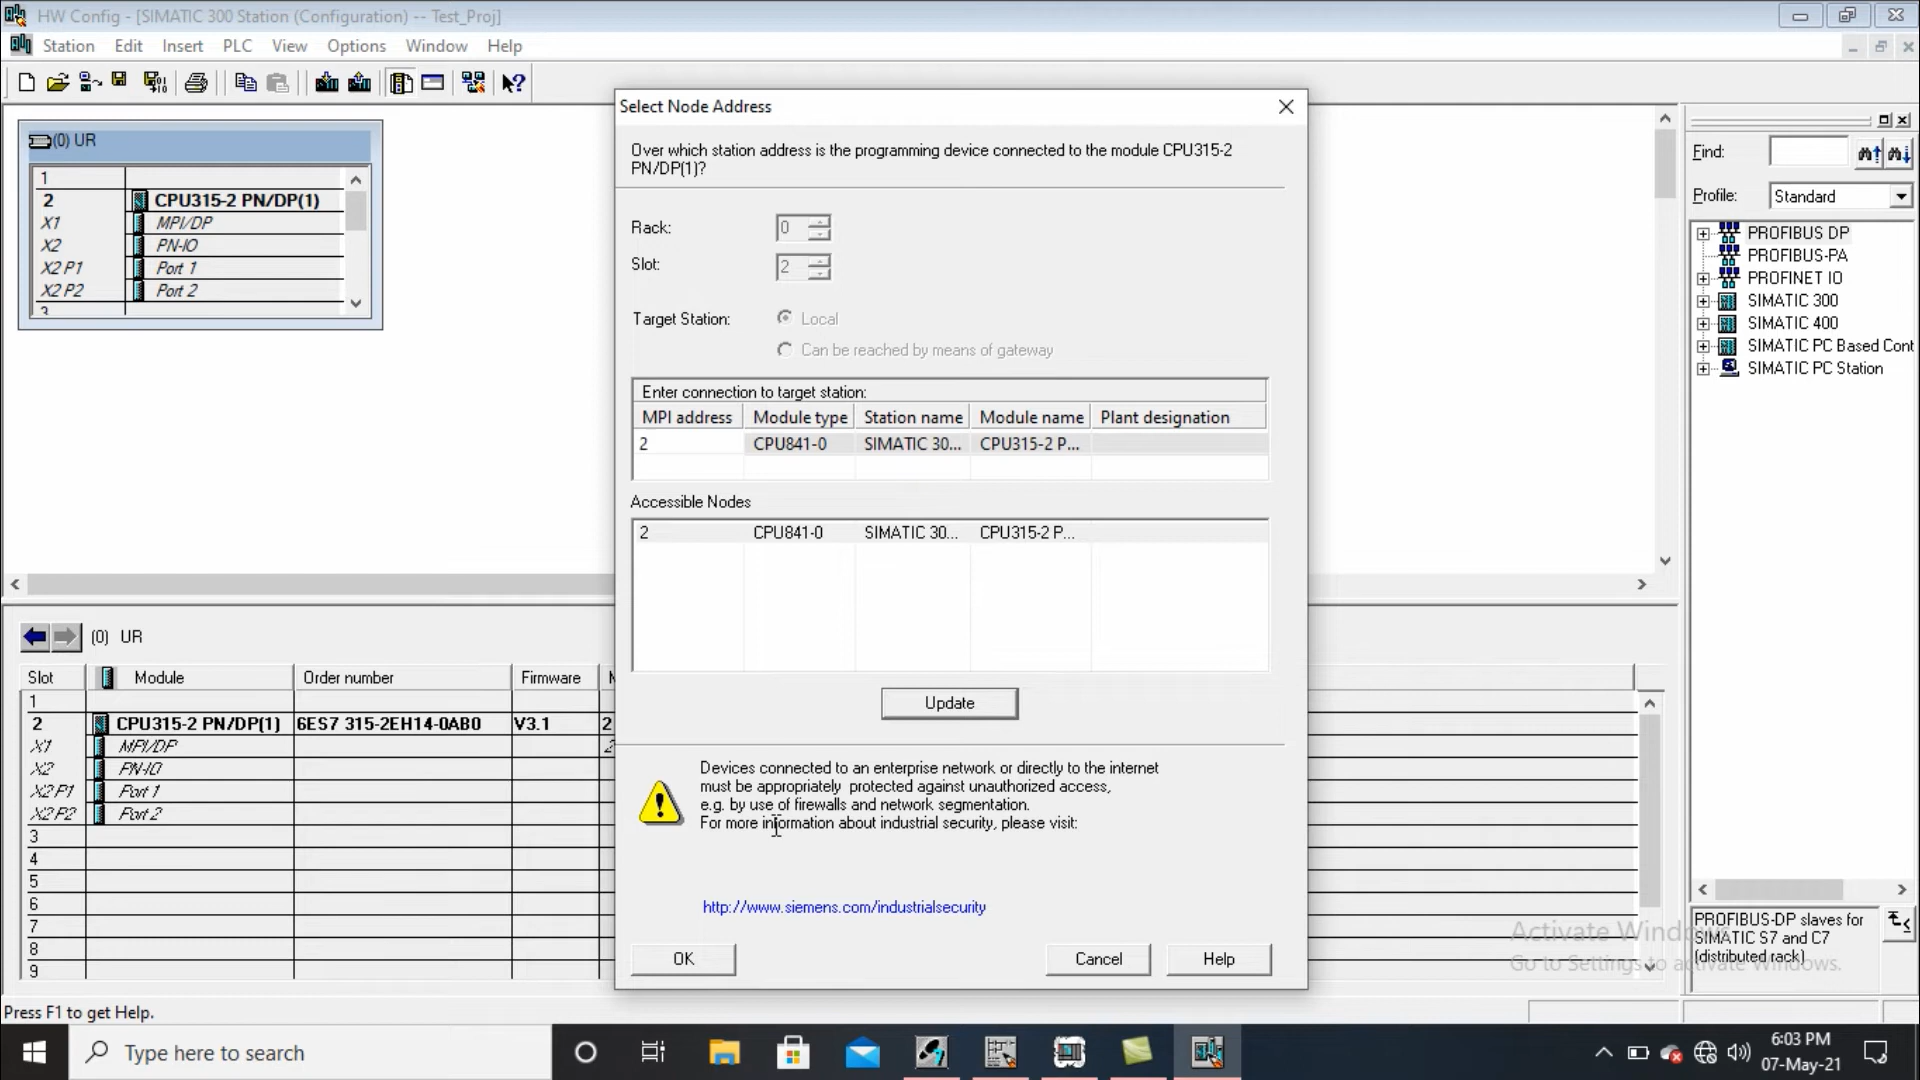 HW Config - [SIMATIC 300 Station (Configuration) -- Test_Proj]
Station Edit Insert PLC View Options Window Help
(0) UR
1
2 CPU315-2 PN/DP(1)
X1 MPI/DP
X2 PN-IO
X2 P1 Port 1
X2 P2 Port 2
3
Select Node Address
Over which station address is the programming device connected to the module CPU315-2
PN/DP(1)?
Rack: 0
Slot: 2
Target Station: Local
Can be reached by means of gateway
Enter connection to target station:
MPI address Module type Station name Module name Plant designation
2 CPU841-0 SIMATIC 30... CPU315-2 P...
Accessible Nodes
2 CPU841-0 SIMATIC 30... CPU315-2 P...
Update
Devices connected to an enterprise network or directly to the internet
must be appropriately protected against unauthorized access,
e.g. by use of firewalls and network segmentation.
For more information about industrial security, please visit:
http://www.siemens.com/industrialsecurity
OK Cancel Help
Find:
Profile: Standard
PROFIBUS DP
PROFIBUS-PA
PROFINET IO
SIMATIC 300
SIMATIC 400
SIMATIC PC Based Cont
SIMATIC PC Station
PROFIBUS-DP slaves for
SIMATIC S7 and C7
(distributed rack)
(0) UR
Slot Module Order number Firmware
1
2 CPU315-2 PN/DP(1) 6ES7 315-2EH14-0AB0 V3.1 2
X1 MPI/DP 2
X2 PN-IO
X2 P1 Port 1
X2 P2 Port 2
3
4
5
6
7
8
9
Activate Windows
Go to Settings to activate Windows.
Press F1 to get Help.
Type here to search
6:03 PM
07-May-21